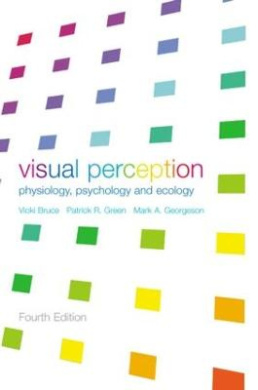 visual perception
physiology, psychology and ecology
Vicki Bruce Patrick R. Green Mark A. Georgeson
Fourth Edition